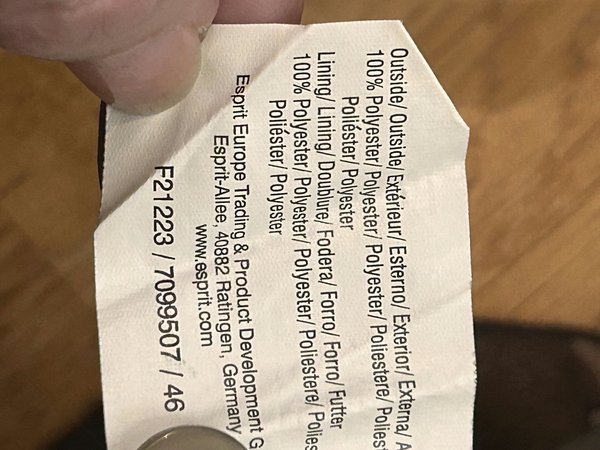 Outside/ Outside/ Extérieur/ Esterno/ Exterior/ Externa/ A
100% Polyester/ Polyester/ Polyester/ Poliestere/ Polies
Poliéster/ Polyester
Lining/ Lining/ Doublure/ Fodera/ Forro/ Forro/ Futter
100% Polyester/ Polyester/ Polyester/ Poliestere/ Polies
Poliéster/ Polyester
Esprit Europe Trading & Product Development G
Esprit-Allee, 40882 Ratingen, Germany
www.esprit.com
F21223 / 7099507 / 46